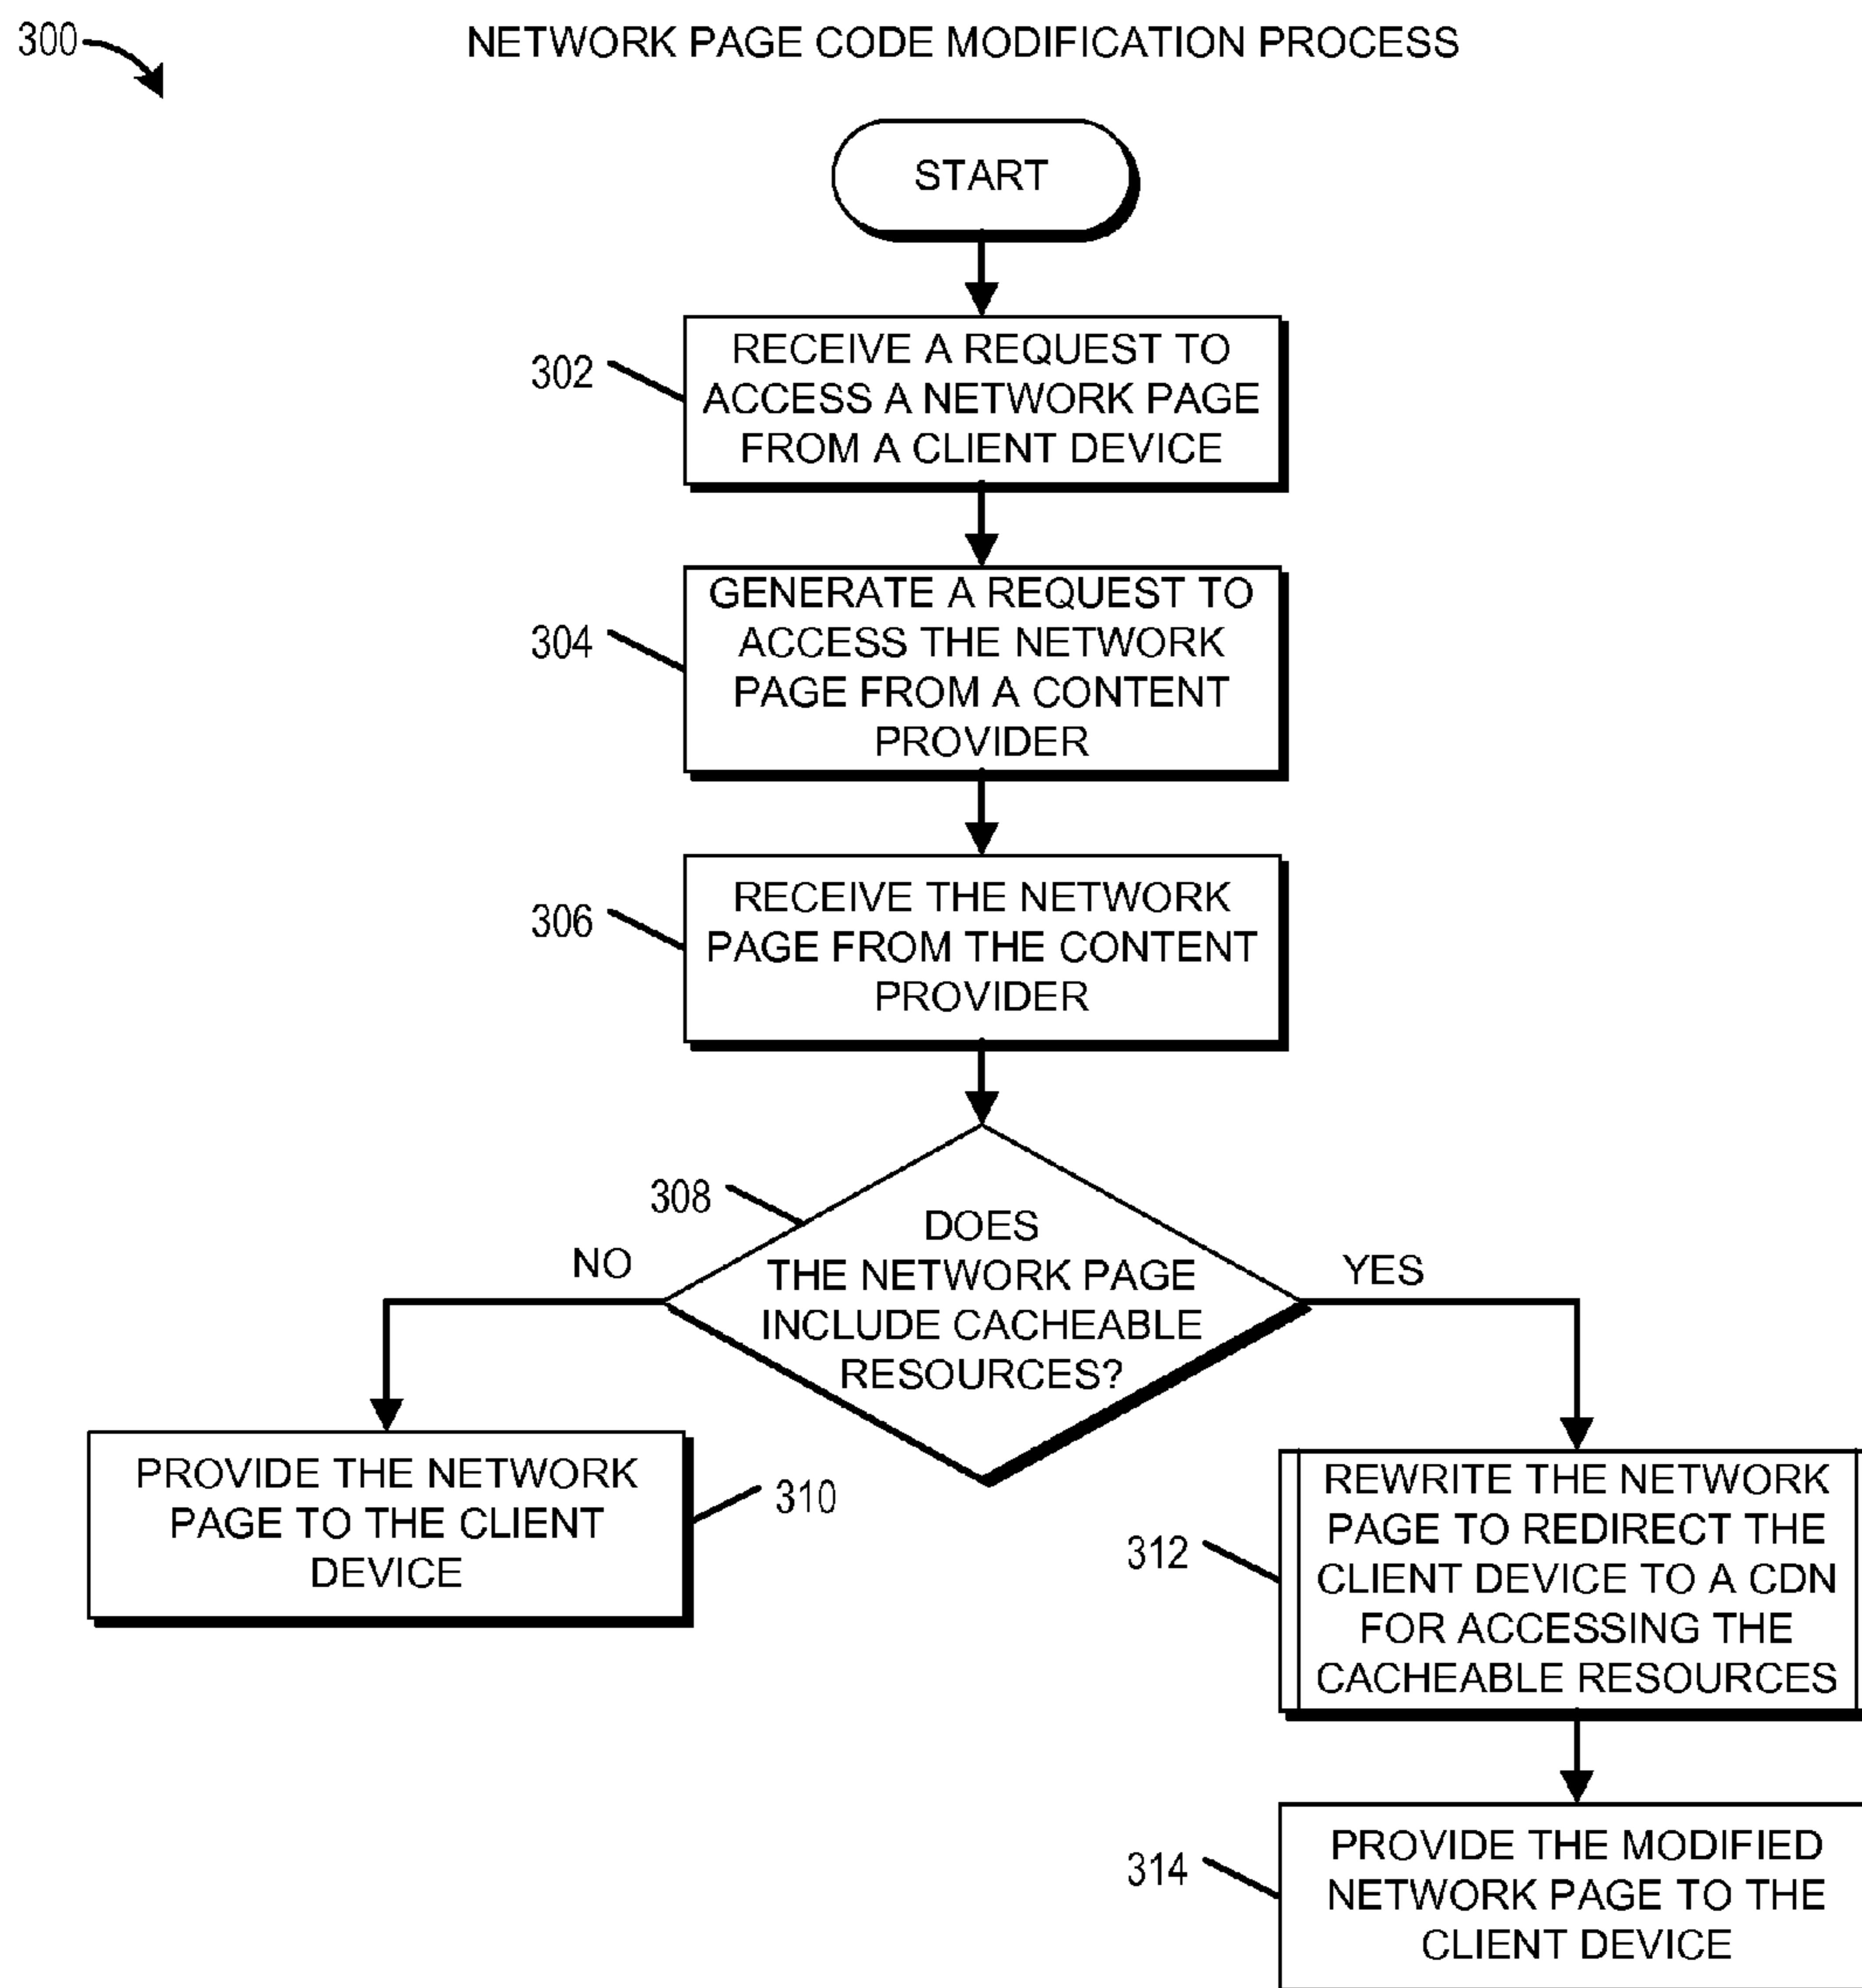 300
NETWORK PAGE CODE MODIFICATION PROCESS
START
302
RECEIVE A REQUEST TO
ACCESS A NETWORK PAGE
FROM A CLIENT DEVICE
304
GENERATE A REQUEST TO
ACCESS THE NETWORK
PAGE FROM A CONTENT
PROVIDER
306
RECEIVE THE NETWORK
PAGE FROM THE CONTENT
PROVIDER
308
DOES
THE NETWORK PAGE
INCLUDE CACHEABLE
RESOURCES?
NO
YES
PROVIDE THE NETWORK
PAGE TO THE CLIENT
DEVICE
310
312
REWRITE THE NETWORK
PAGE TO REDIRECT THE
CLIENT DEVICE TO A CDN
FOR ACCESSING THE
CACHEABLE RESOURCES
314
PROVIDE THE MODIFIED
NETWORK PAGE TO THE
CLIENT DEVICE